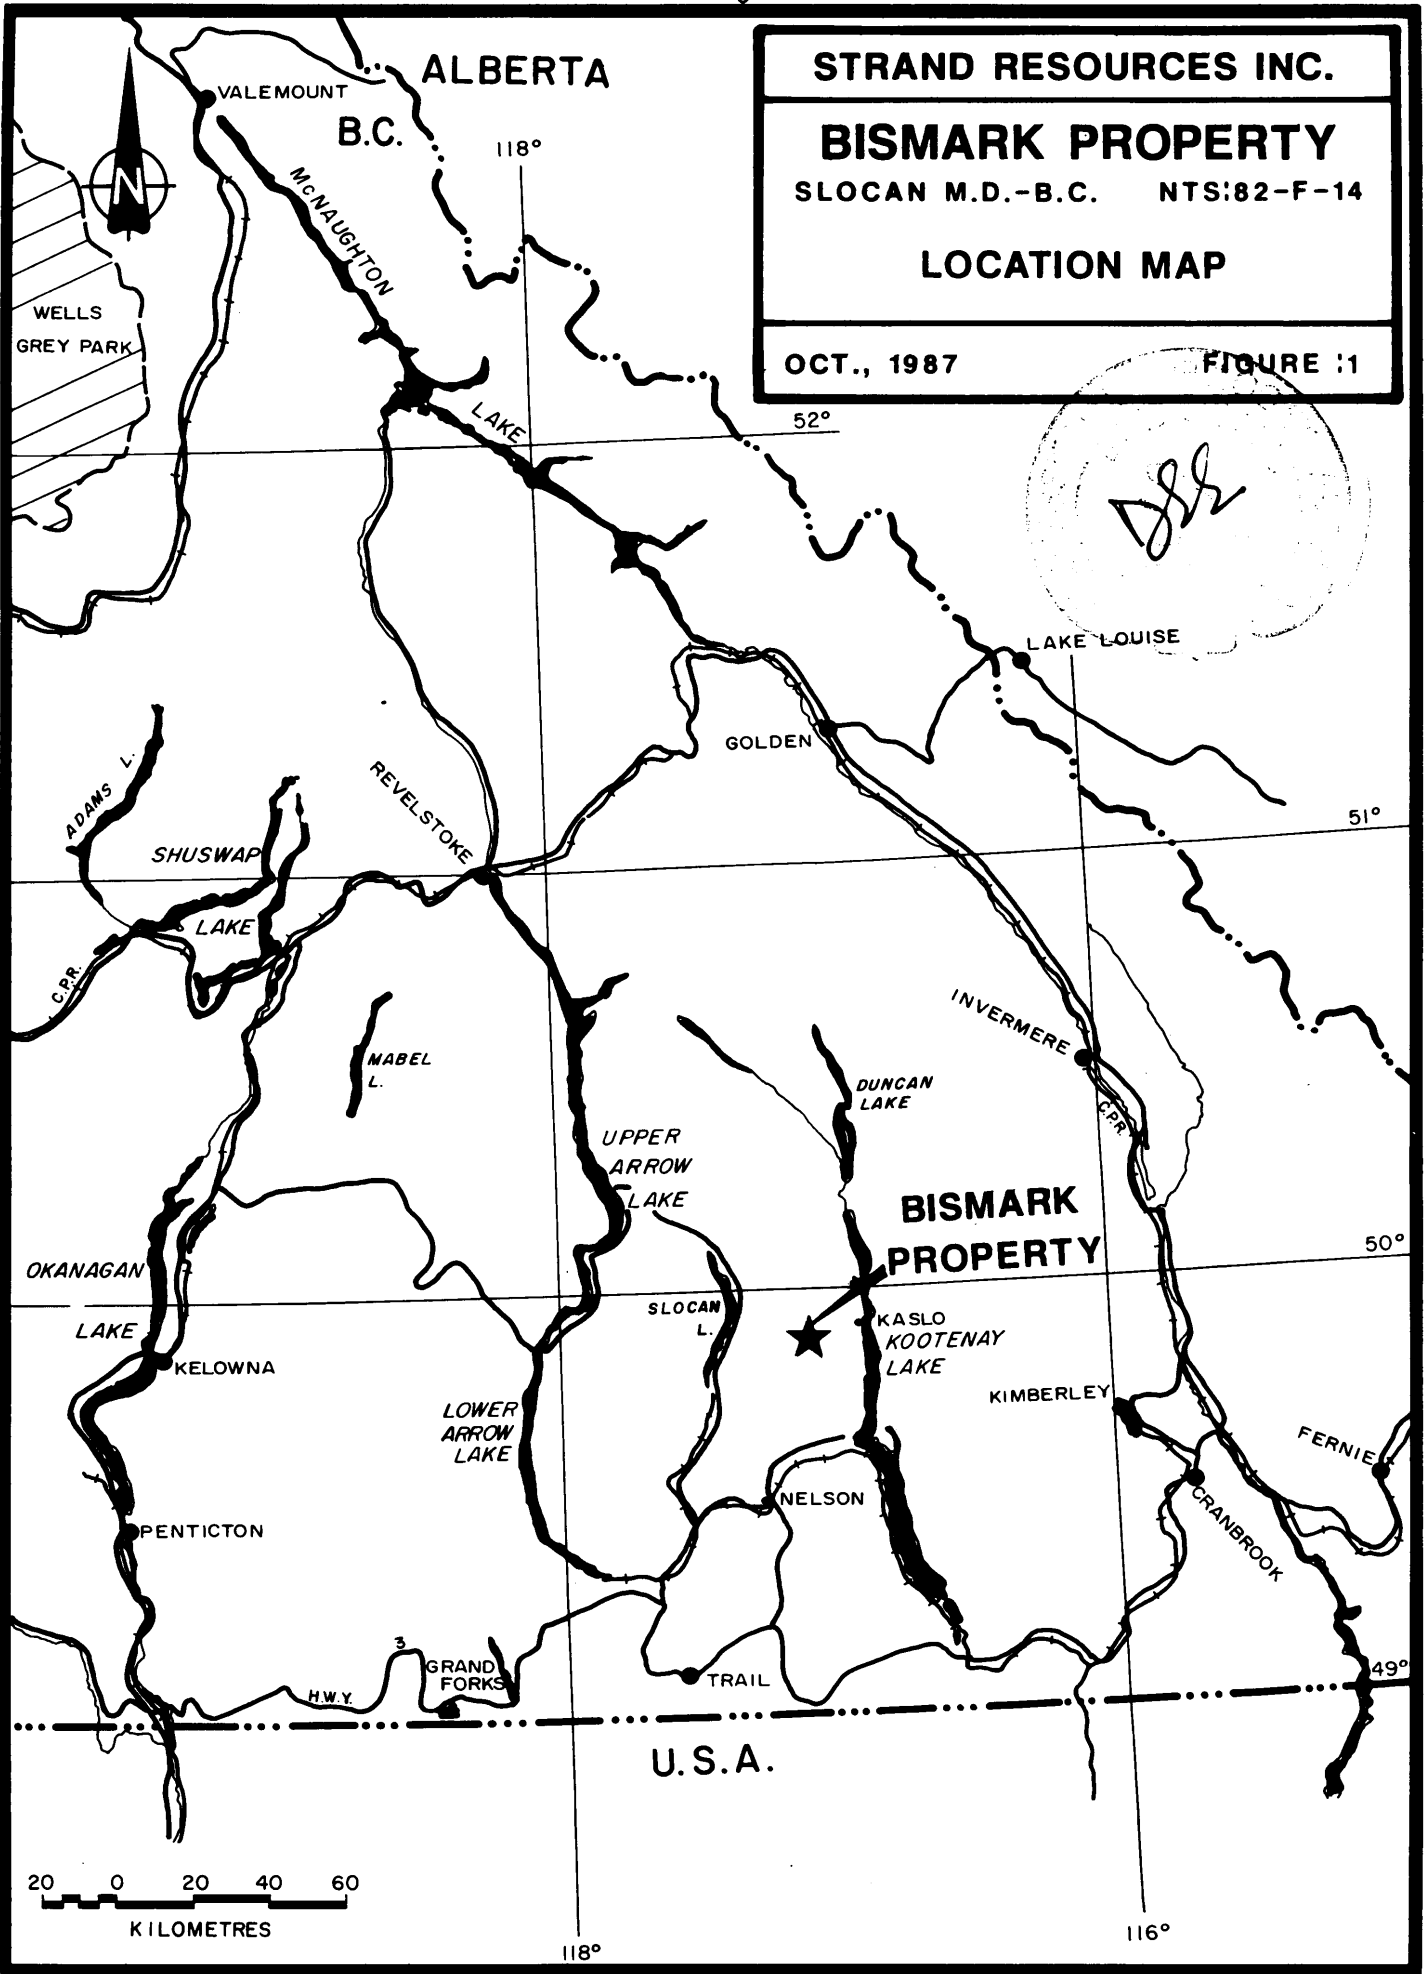 STRAND RESOURCES INC.
BISMARK PROPERTY
SLOCAN M.D.-B.C. NTS:82-F-14
LOCATION MAP
OCT., 1987 FIGURE :1
ALBERTA
VALEMOUNT
B.C.
118°
N
McNAUGHTON
LAKE
WELLS
GREY PARK
52°
LAKE LOUISE
GOLDEN
ADAMS L.
REVELSTOKE
51°
SHUSWAP
LAKE
C.P.R.
INVERMERE
MABEL
L.
DUNCAN
LAKE
C.P.R.
UPPER
ARROW
LAKE
BISMARK
PROPERTY
50°
OKANAGAN
LAKE
SLOCAN
L.
KASLO
KOOTENAY
LAKE
KELOWNA
KIMBERLEY
LOWER
ARROW
LAKE
FERNIE
NELSON
CRANBROOK
PENTICTON
3
GRAND
FORKS
H.W.Y.
TRAIL
49°
U.S.A.
20 0 20 40 60
KILOMETRES
118°
116°